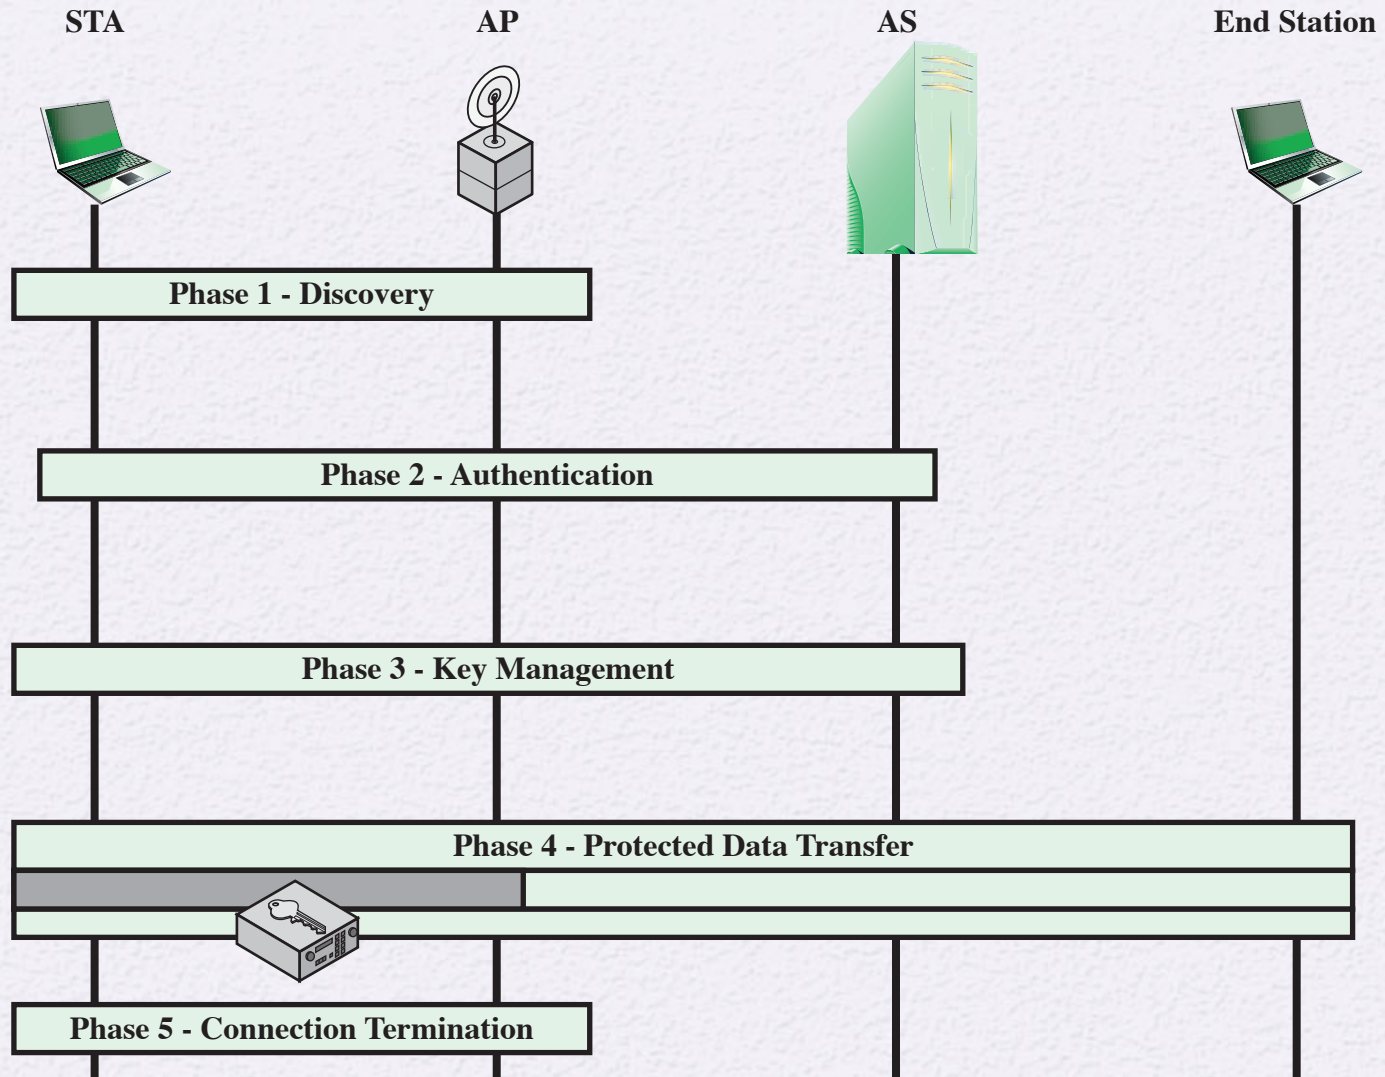 STA
AP
AS
End Station
Phase 1 - Discovery
Phase 2 - Authentication
Phase 3 - Key Management
Phase 4 - Protected Data Transfer
Phase 5 - Connection Termination